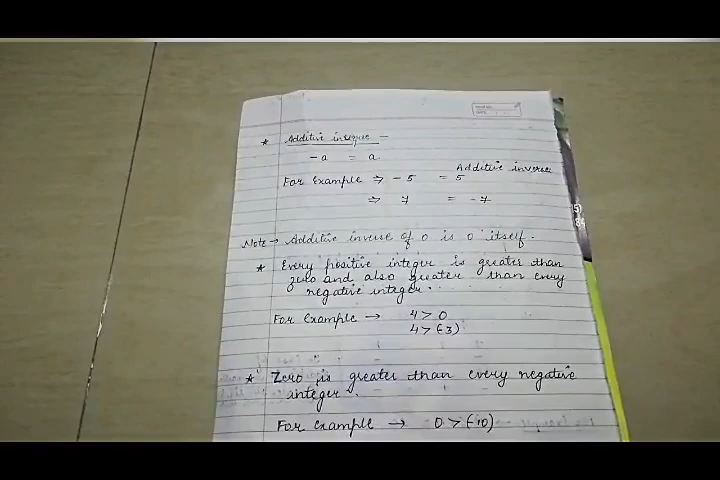 * Additive integer —
-a = a
Additive inverse
For Example ⇒ -5 = 5
⇒ 7 = -7
Note → Additive inverse of 0 is 0 itself.
* Every positive integer is greater than
zero and also greater than every
negative integer.
For Example → 4 > 0
4 > (-3)
* Zero is greater than every negative
integer.
For Example → 0 > (-10)